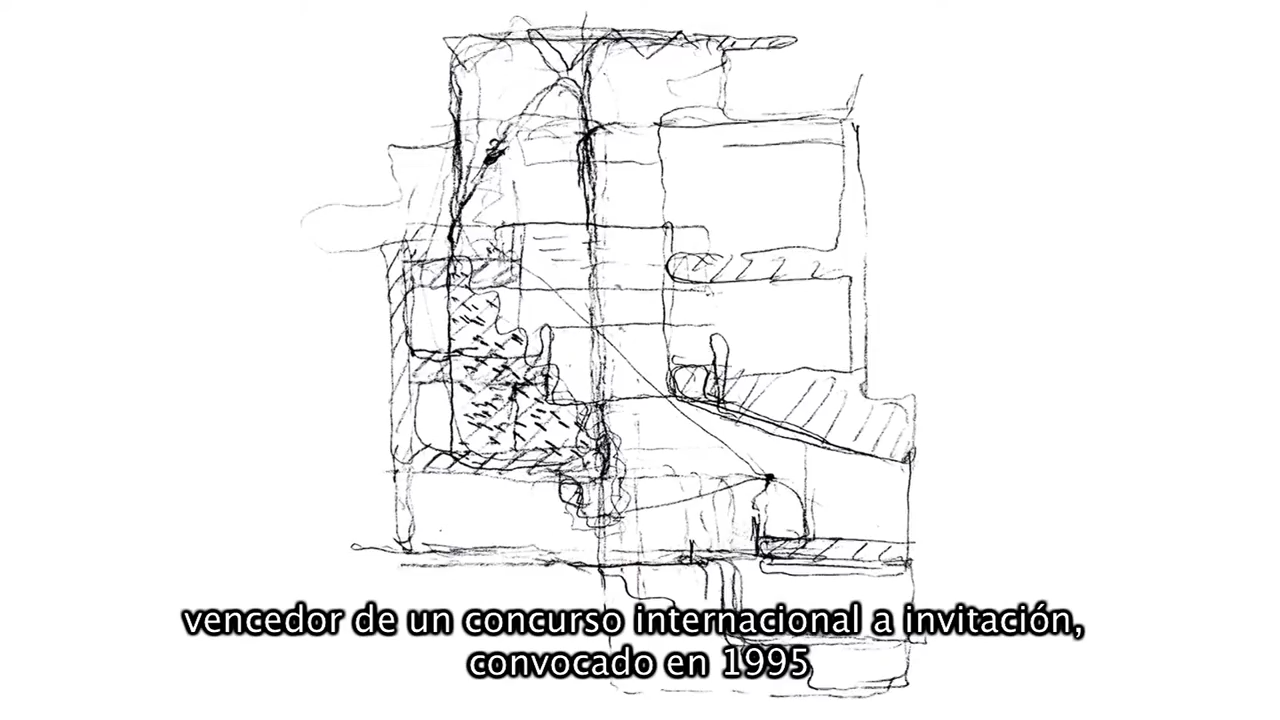 vencedor de un concurso internacional a invitación,
convocado en 1995